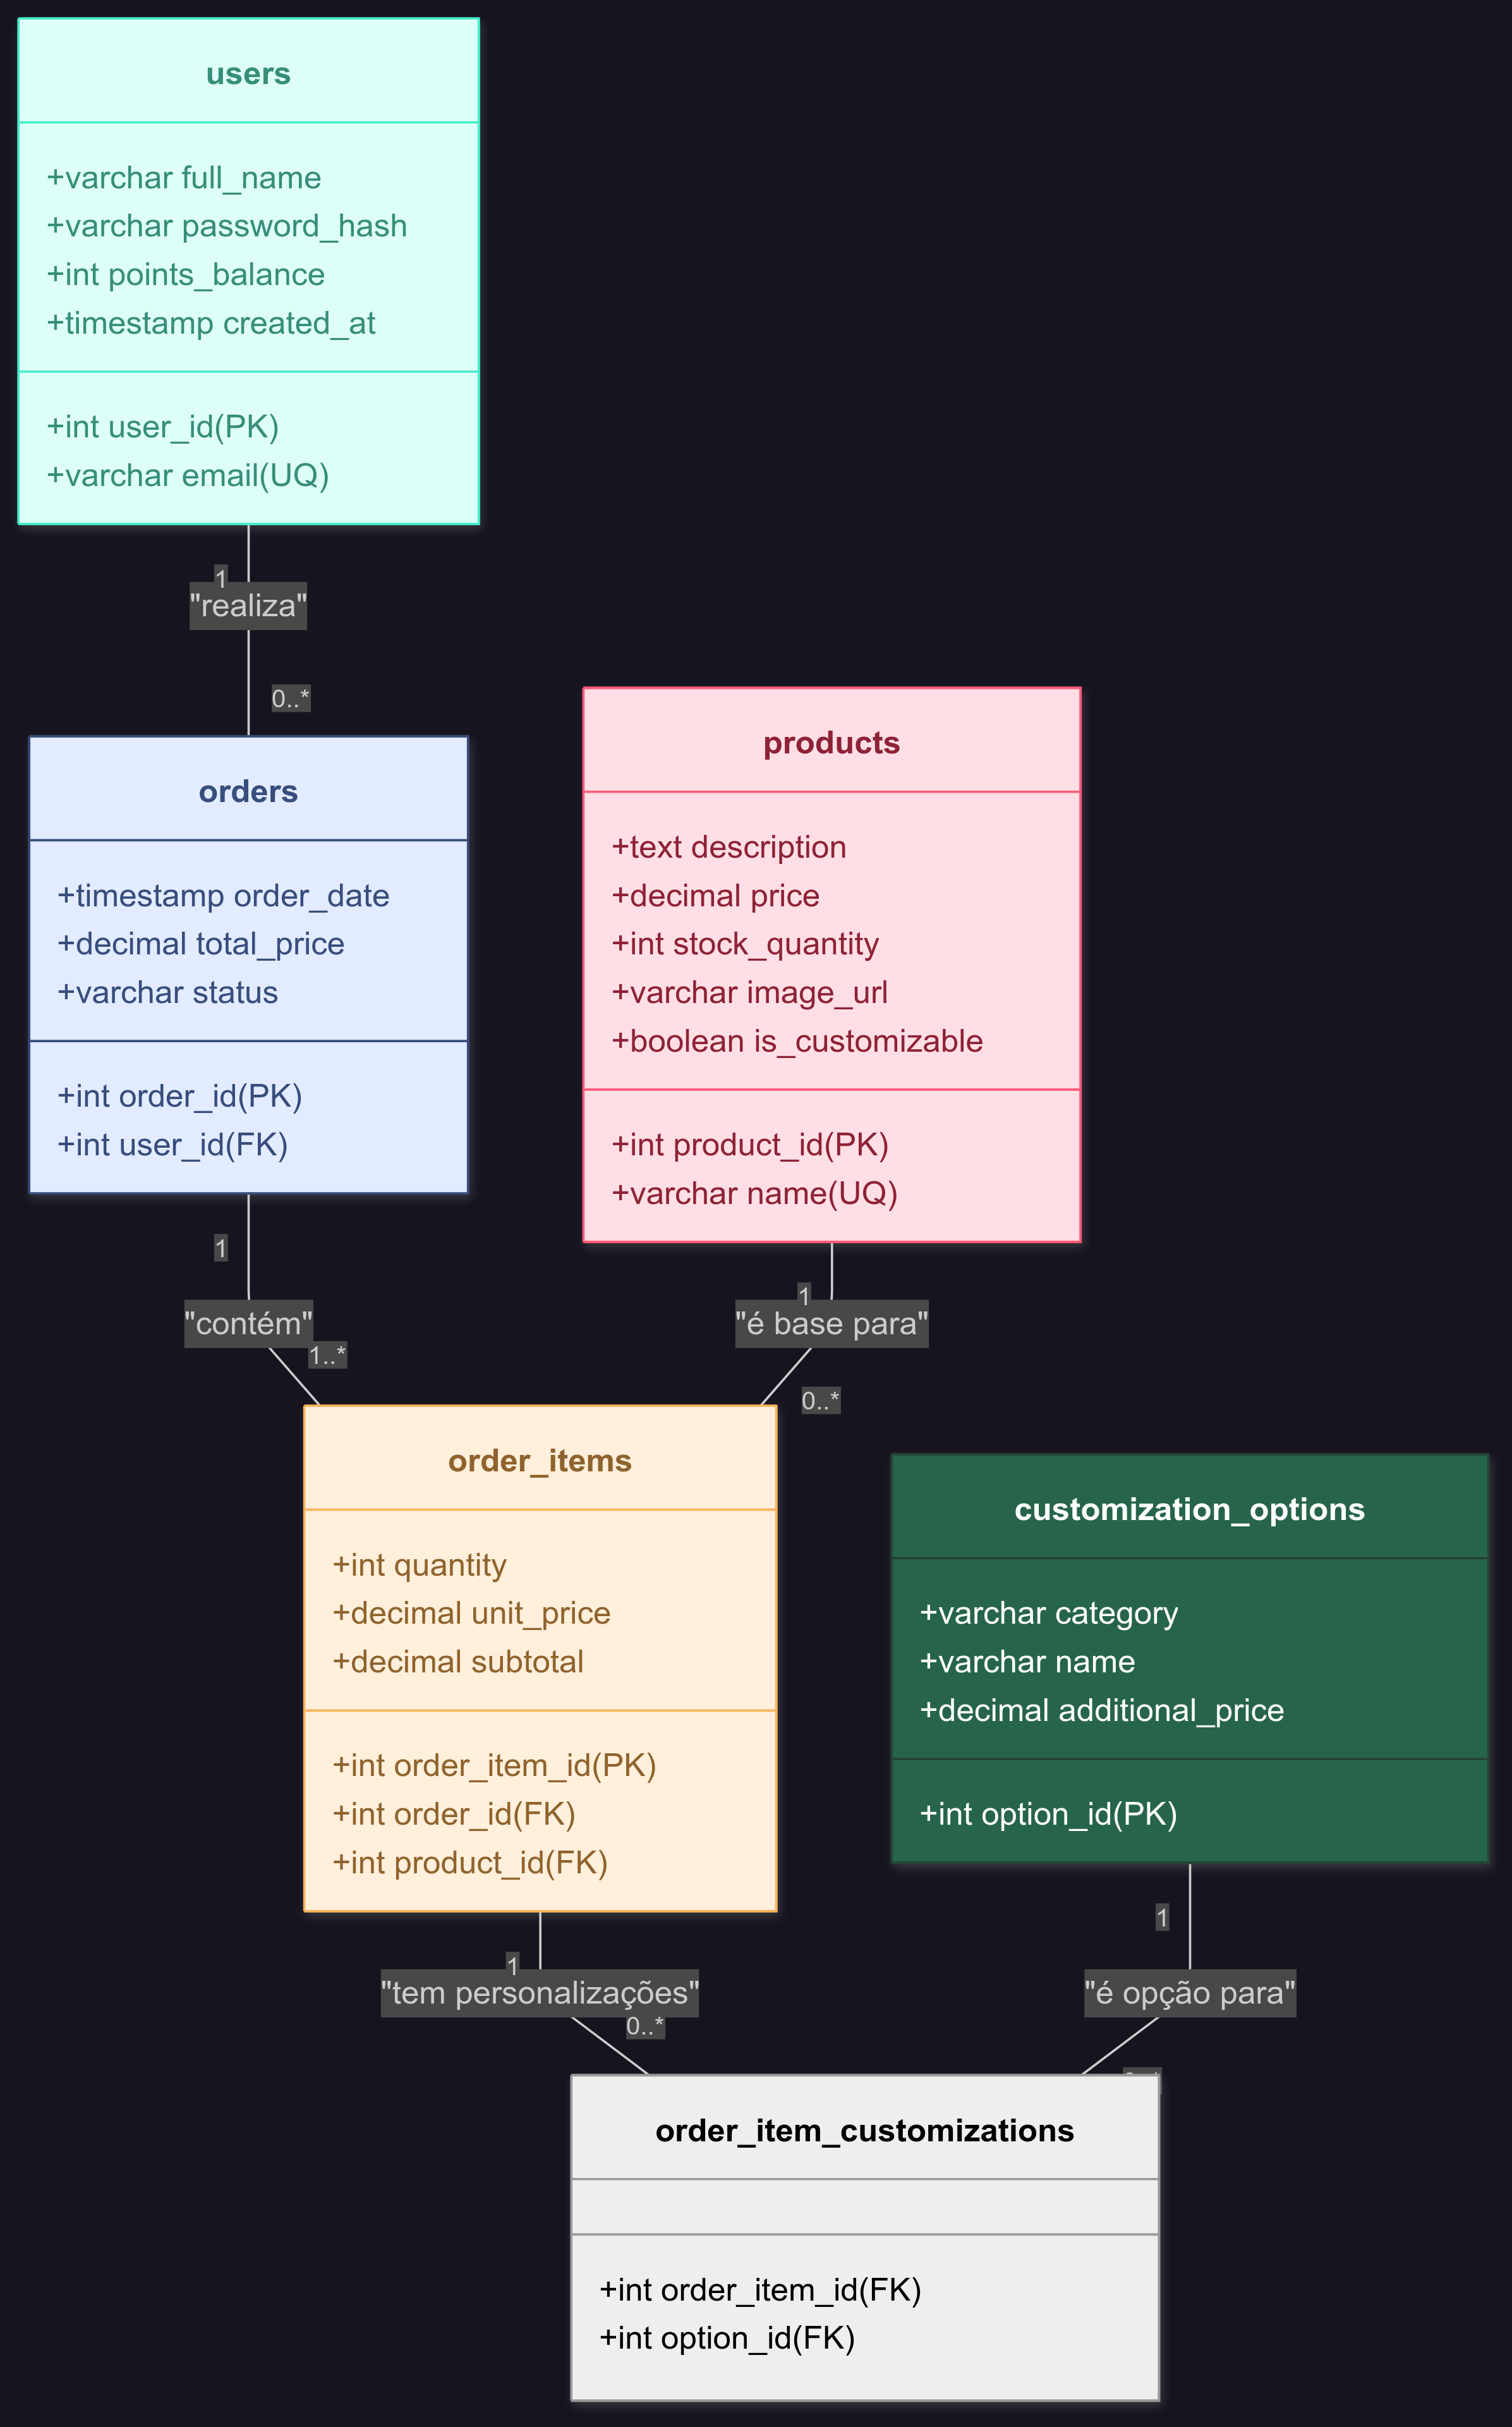 users
+varchar full_name
+varchar password_hash
+int points_balance
+timestamp created_at
+int user_id(PK)
+varchar email(UQ)
1
"realiza"
0..*
orders
+timestamp order_date
+decimal total_price
+varchar status
+int order_id(PK)
+int user_id(FK)
products
+text description
+decimal price
+int stock_quantity
+varchar image_url
+boolean is_customizable
+int product_id(PK)
+varchar name(UQ)
1
"contém"
1..*
1
"é base para"
0..*
order_items
+int quantity
+decimal unit_price
+decimal subtotal
+int order_item_id(PK)
+int order_id(FK)
+int product_id(FK)
customization_options
+varchar category
+varchar name
+decimal additional_price
+int option_id(PK)
1
"tem personalizações"
0..*
1
"é opção para"
order_item_customizations
+int order_item_id(FK)
+int option_id(FK)